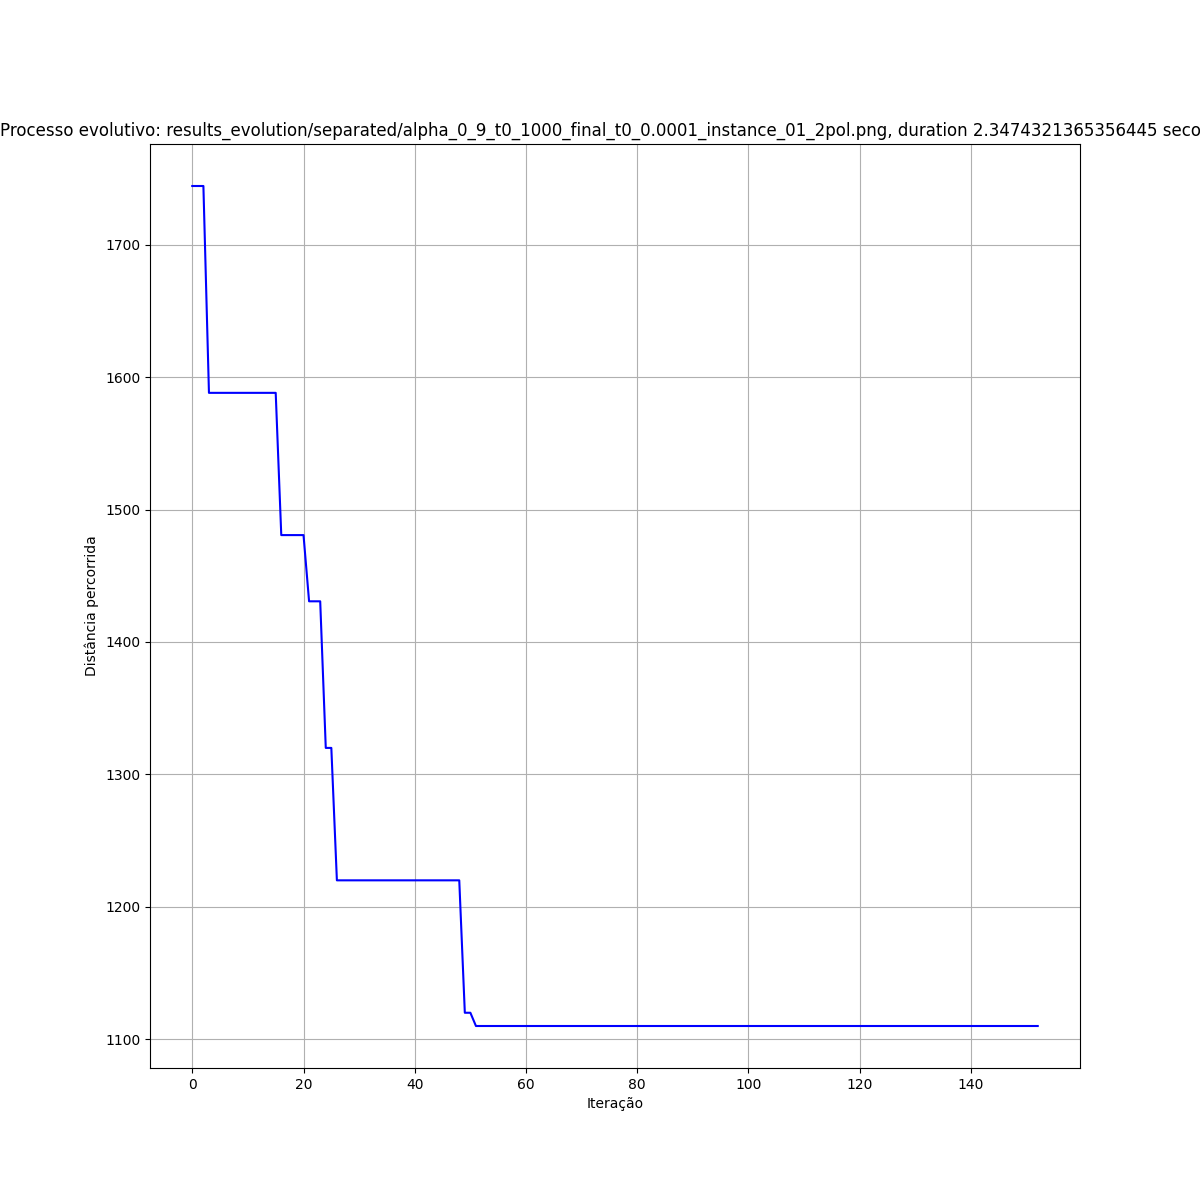 Processo evolutivo: results_evolution/separated/alpha_0_9_t0_1000_final_t0_0.0001_instance_01_2pol.png, duration 2.3474321365356445 seco
1700
1600
1500
1400
1300
1200
1100
Distância percorrida
0 20 40 60 80 100 120 140
Iteração